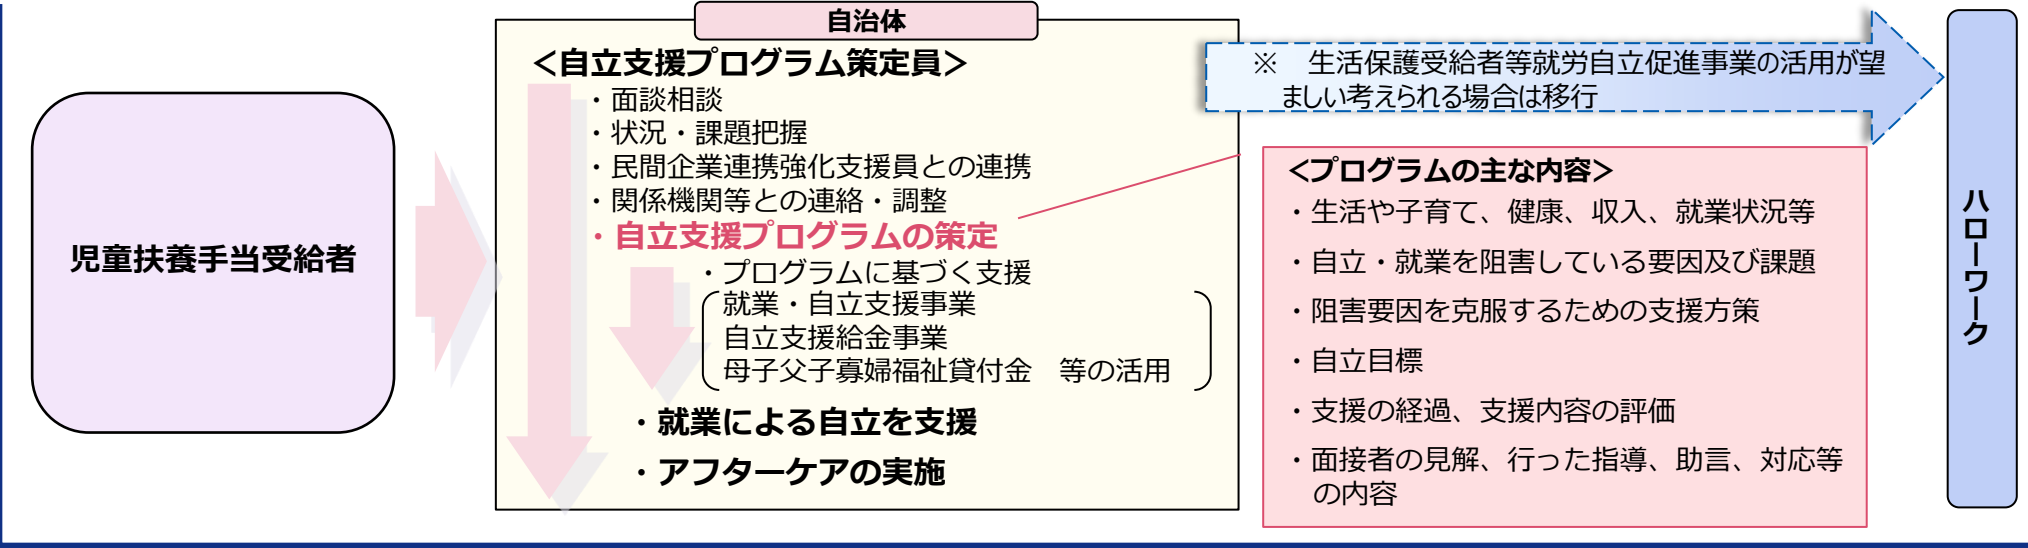 児童扶養手当受給者
自治体
＜自立支援プログラム策定員＞
・面談相談
・状況・課題把握
・民間企業連携強化支援員との連携
・関係機関等との連絡・調整
・自立支援プログラムの策定
・プログラムに基づく支援
就業・自立支援事業
自立支援給金事業
母子父子寡婦福祉貸付金　等の活用
・就業による自立を支援
・アフターケアの実施
※　生活保護受給者等就労自立促進事業の活用が望
ましい考えられる場合は移行
＜プログラムの主な内容＞
・生活や子育て、健康、収入、就業状況等
・自立・就業を阻害している要因及び課題
・阻害要因を克服するための支援方策
・自立目標
・支援の経過、支援内容の評価
・面接者の見解、行った指導、助言、対応等
の内容
ハローワーク